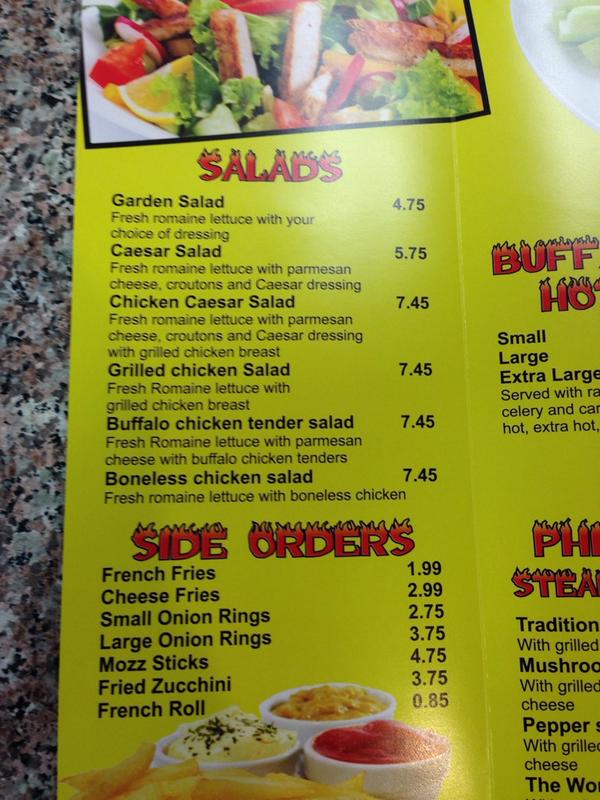 SALADS
Garden Salad 4.75
Fresh romaine lettuce with your
choice of dressing
Caesar Salad 5.75
Fresh romaine lettuce with parmesan
cheese, croutons and Caesar dressing
Chicken Caesar Salad 7.45
Fresh romaine lettuce with parmesan
cheese, croutons and Caesar dressing
with grilled chicken breast
Grilled chicken Salad 7.45
Fresh Romaine lettuce with
grilled chicken breast
Buffalo chicken tender salad 7.45
Fresh Romaine lettuce with parmesan
cheese with buffalo chicken tenders
Boneless chicken salad 7.45
Fresh romaine lettuce with boneless chicken
SIDE ORDERS
French Fries 1.99
Cheese Fries 2.99
Small Onion Rings 2.75
Large Onion Rings 3.75
Mozz Sticks 4.75
Fried Zucchini 3.75
French Roll 0.85
BUFF
HO
Small
Large
Extra Large
Served with
celery and
hot, extra hot,
PH
STEA
Tradition
With grilled
With grilled
cheese
Pepper
With grilled
cheese
The